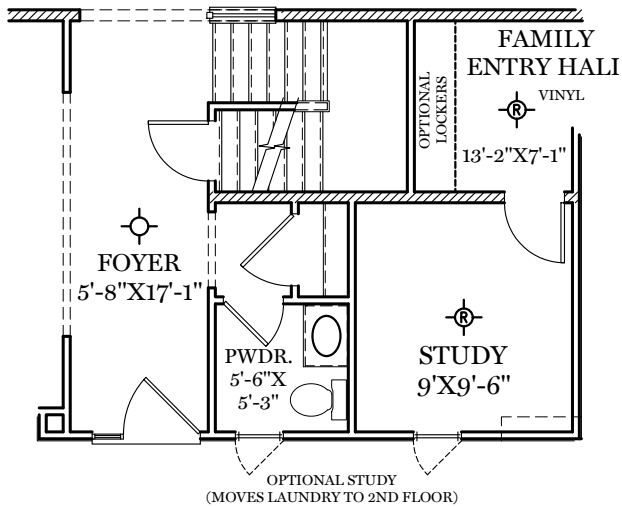 FAMILY
ENTRY HALL
VINYL
OPTIONAL
LOCKERS
R
13'-2"X7'-1"
FOYER
5'-8"X17'-1"
PWDR.
5'-6"X
5'-3"
R
STUDY
9'X9'-6"
OPTIONAL STUDY
(MOVES LAUNDRY TO 2ND FLOOR)